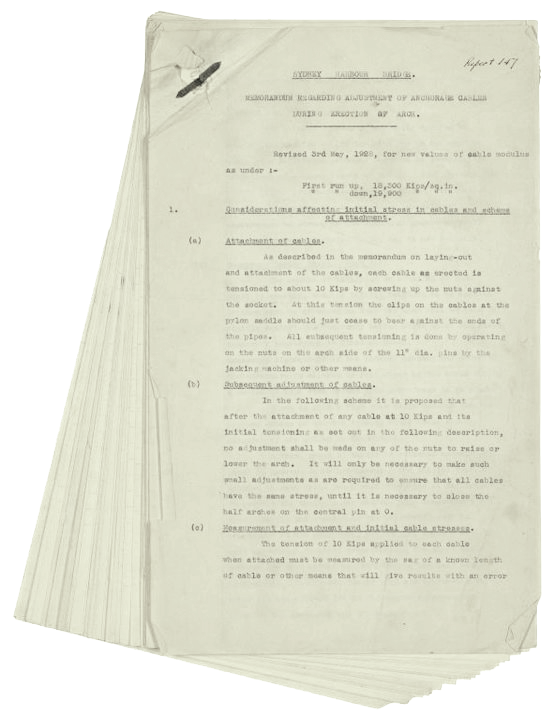 Report 147
SYDNEY HARBOUR BRIDGE.
MEMORANDUM REGARDING ADJUSTMENT OF ANCHORAGE CABLES
DURING ERECTION OF ARCH.
Revised 3rd May, 1928, for new values of cable modulus
as under :-
First run up, 18,300 Kips/sq.in.
" " down, 19,900 " " "
1. Considerations affecting initial stress in cables and scheme
of attachment.
(a) Attachment of cables.
As described in the memorandum on laying-out
and attachment of the cables, each cable as erected is
tensioned to about 10 Kips by screwing up the nuts against
the socket. At this tension the clips on the cables at the
pylon saddle should just cease to bear against the ends of
the pipes. All subsequent tensioning is done by operating
on the nuts on the arch side of the 11" dia. pins by the
jacking machine or other means.
(b) Subsequent adjustment of cables.
In the following scheme it is proposed that
after the attachment of any cable at 10 Kips and its
initial tensioning as set out in the following description,
no adjustment shall be made on any of the nuts to raise or
lower the arch. It will only be necessary to make such
small adjustments as are required to ensure that all cables
have the same stress, until it is necessary to close the
half arches on the central pin at 0.
(c) Measurement of attachment and initial cable stresses.
The tension of 10 Kips applied to each cable
when attached must be measured by the sag of a known length
of cable or other means that will give results with an error